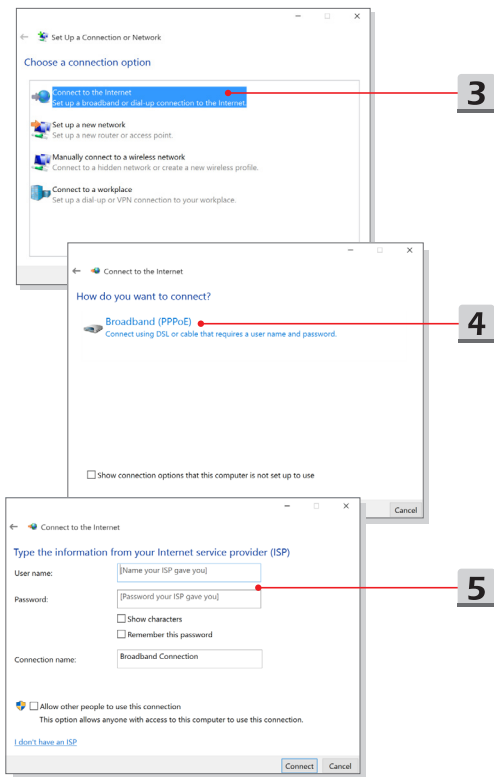 Set Up a Connection or Network
Choose a connection option
Connect to the Internet
Set up a broadband or dial-up connection to the Internet.
3
Set up a new network
Set up a new router or access point.
Manually connect to a wireless network
Connect to a hidden network or create a new wireless profile.
Connect to a workplace
Set up a dial-up or VPN connection to your workplace.
Connect to the Internet
How do you want to connect?
Broadband (PPPoE)
Connect using DSL or cable that requires a user name and password.
4
Show connection options that this computer is not set up to use
Cancel
Connect to the Internet
Type the information from your Internet service provider (ISP)
User name:
[Name your ISP gave you]
Password:
[Password your ISP gave you]
5
Show characters
Remember this password
Connection name:
Broadband Connection
Allow other people to use this connection
This option allows anyone with access to this computer to use this connection.
I don't have an ISP
Connect
Cancel